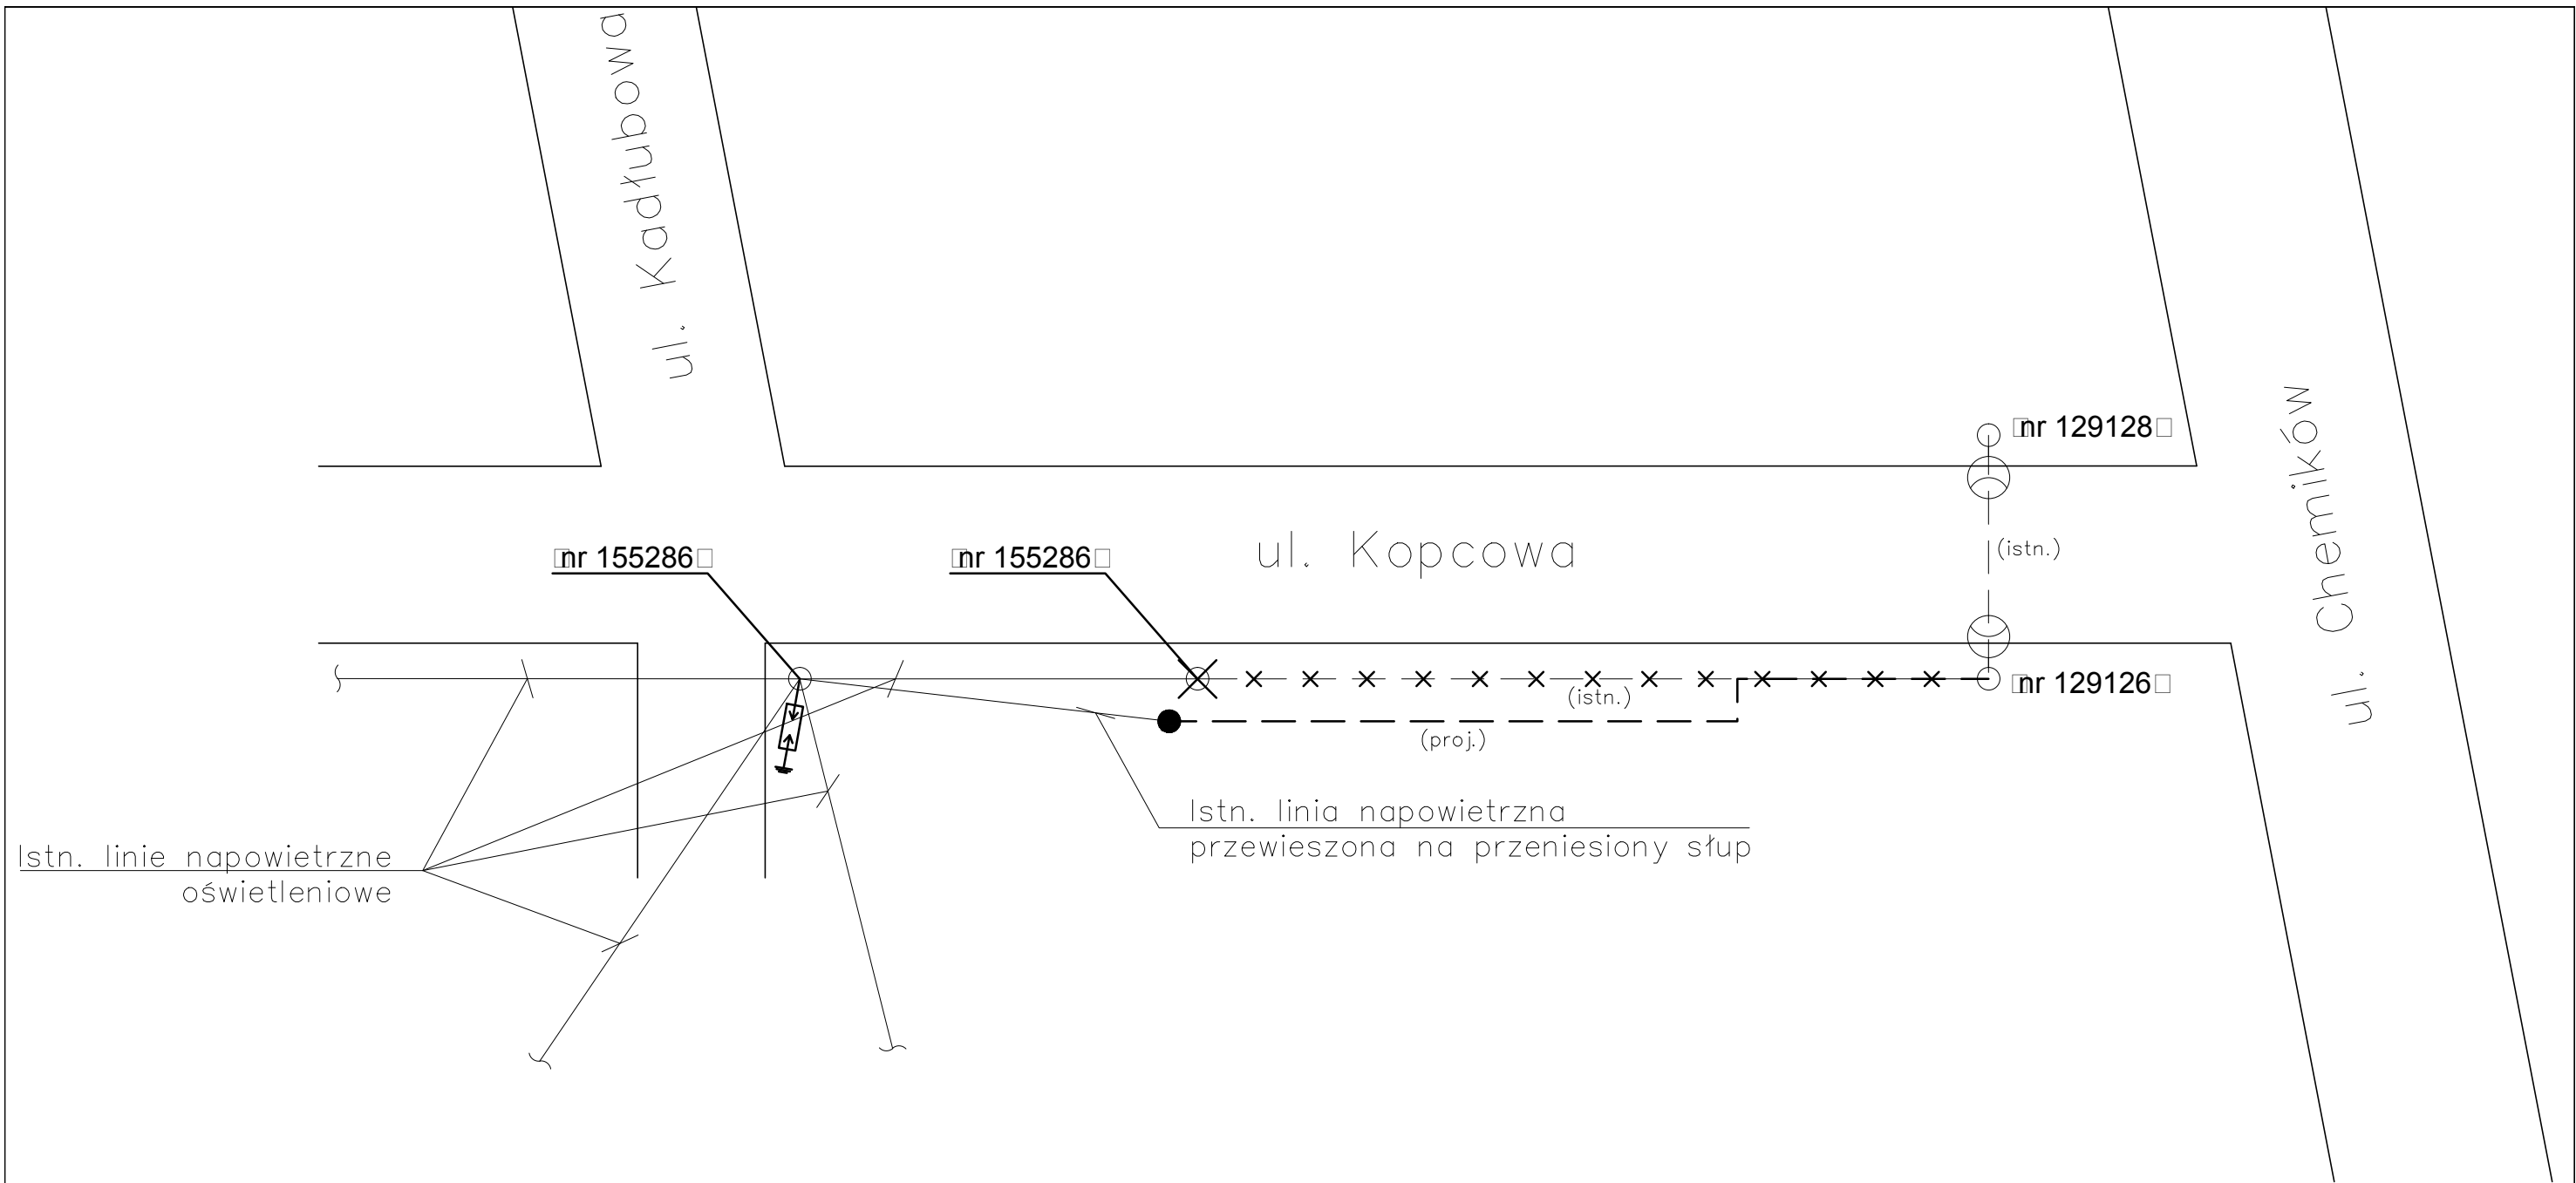 ul. Kadłubowa
nr 129128
ul. Chemików
nr 155286
nr 155286
ul. Kopcowa
(istn.)
nr 129126
(istn.)
(proj.)
Istn. linia napowietrzna
przewieszona na przeniesiony słup
Istn. linie napowietrzne
oświetleniowe